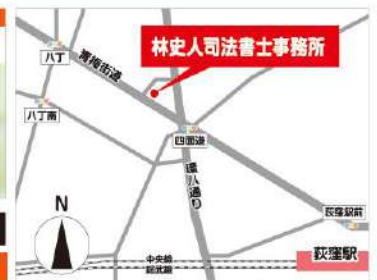 林史人司法書士事務所
八丁
青梅街道
八丁南
四面道
環八通り
荻窪駅前
N
荻窪駅
中央線
総武線